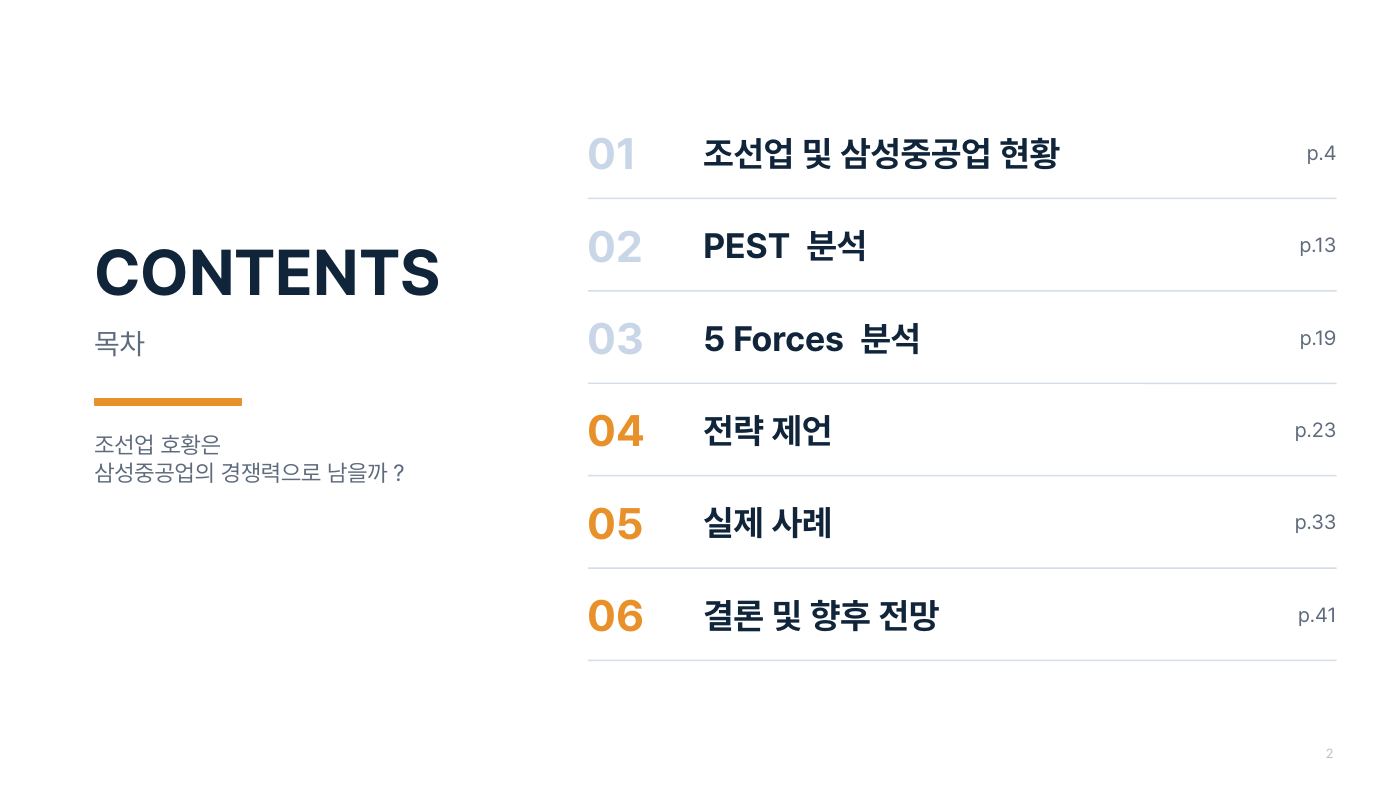 CONTENTS
목차
조선업 호황은
삼성중공업의 경쟁력으로 남을까 ?
01 조선업 및 삼성중공업 현황 p.4
02 PEST 분석 p.13
03 5 Forces 분석 p.19
04 전략 제언 p.23
05 실제 사례 p.33
06 결론 및 향후 전망 p.41
2